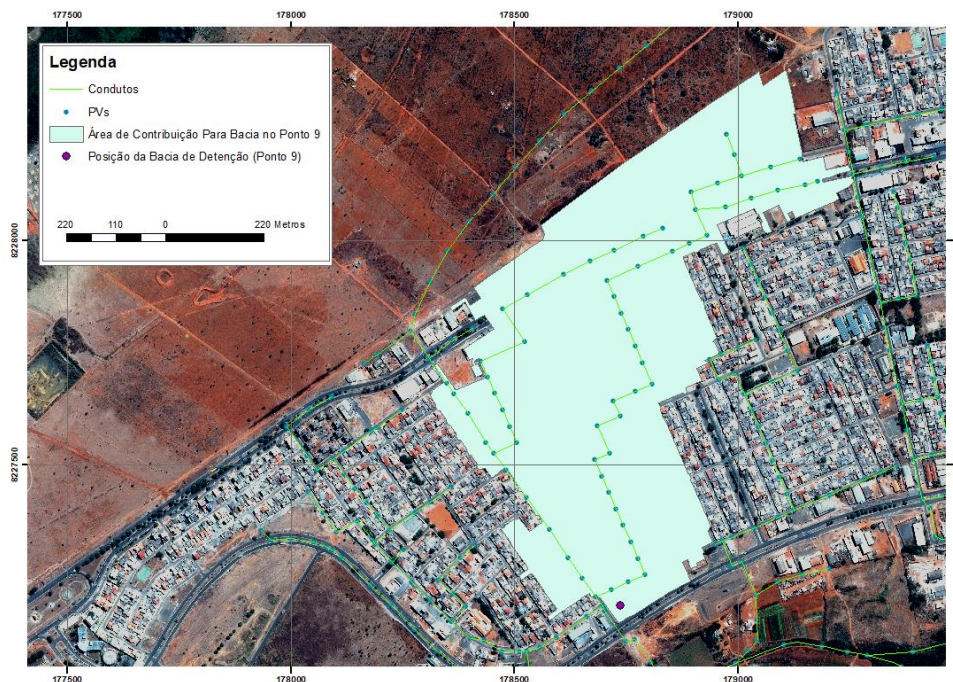 177500 178000 178500 179000
Legenda
Condutos
PVs
Área de Contribuição Para Bacia no Ponto 9
Posição da Bacia de Detenção (Ponto 9)
220 110 0 220 Metros
8228000
8227500
177500 178000 178500 179000